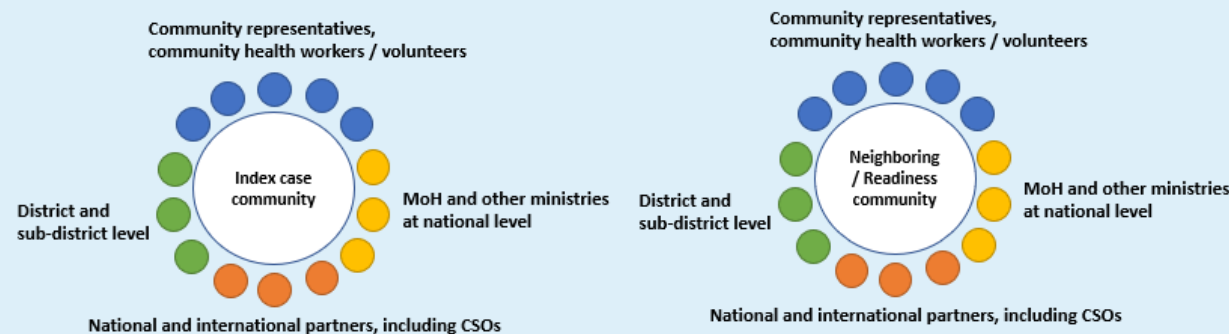 Community representatives,
community health workers / volunteers
Index case
community
District and
sub-district level
MoH and other ministries
at national level
National and international partners, including CSOs
Community representatives,
community health workers / volunteers
Neighboring
/ Readiness
community
District and
sub-district level
MoH and other ministries
at national level
National and international partners, including CSOs